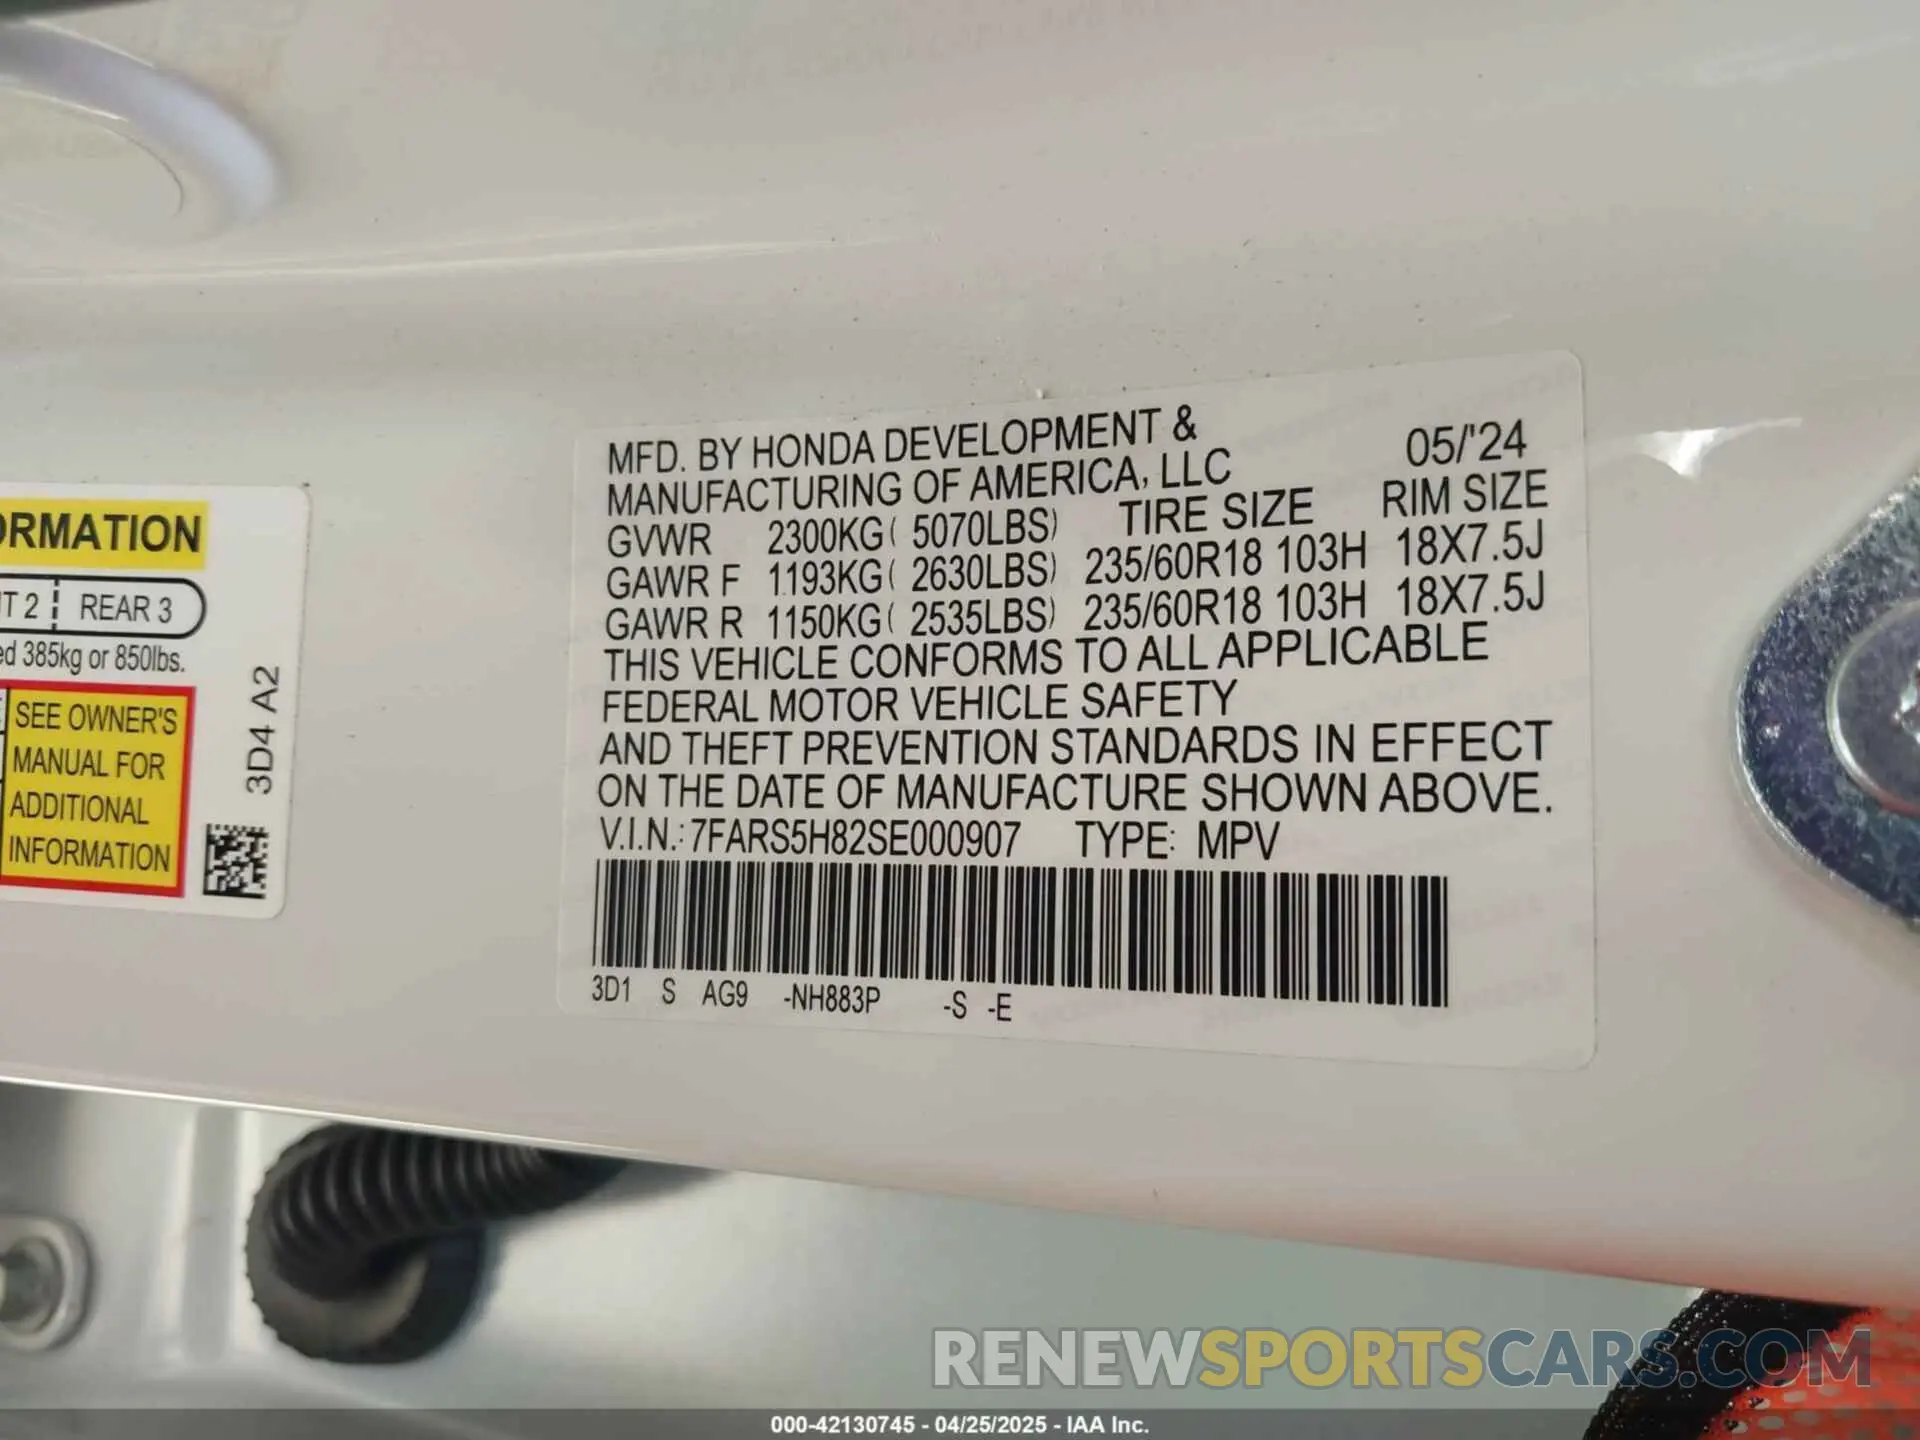 ORMATION
T 2 REAR 3
ed 385kg or 850lbs.
SEE OWNER'S
MANUAL FOR
ADDITIONAL
INFORMATION
3D4 A2
MFD. BY HONDA DEVELOPMENT &
MANUFACTURING OF AMERICA, LLC 05/'24
GVWR 2300KG( 5070LBS) TIRE SIZE RIM SIZE
GAWR F 1193KG( 2630LBS) 235/60R18 103H 18X7.5J
GAWR R 1150KG( 2535LBS) 235/60R18 103H 18X7.5J
THIS VEHICLE CONFORMS TO ALL APPLICABLE
FEDERAL MOTOR VEHICLE SAFETY
AND THEFT PREVENTION STANDARDS IN EFFECT
ON THE DATE OF MANUFACTURE SHOWN ABOVE.
V.I.N.: 7FARS5H82SE000907 TYPE: MPV
3D1 S AG9 -NH883P -S -E
RENEWSPORTSCARS.COM
000-42130745 - 04/25/2025 - IAA Inc.